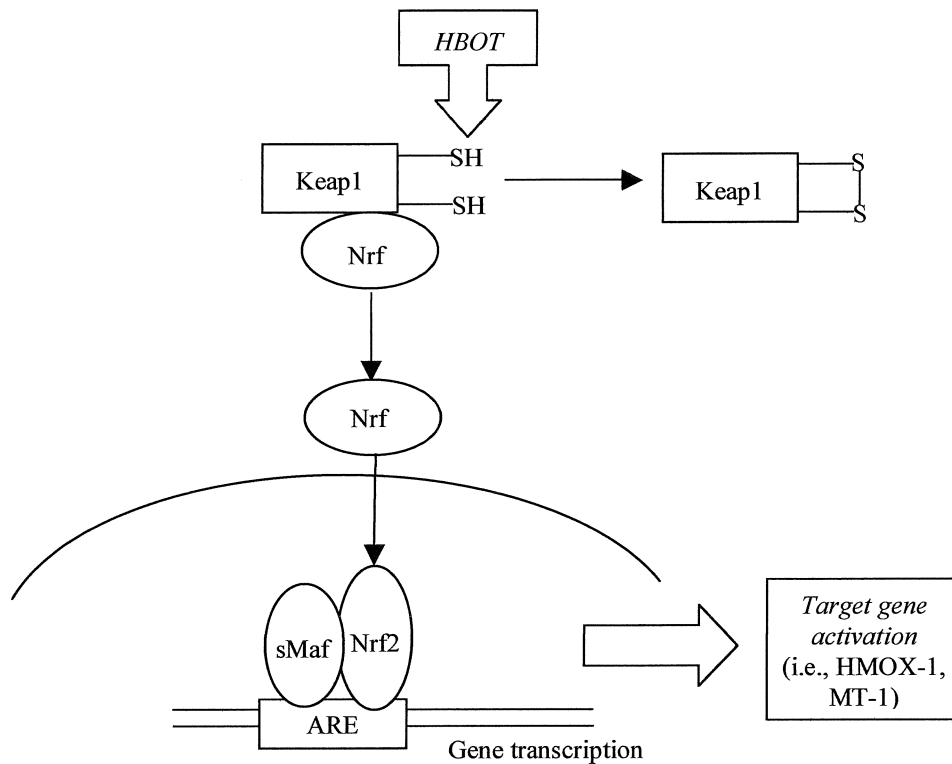 HBOT
SH
Keap1
SH
Nrf
S
Keap1
S
Nrf
sMaf
Nrf2
ARE
Gene transcription
Target gene
activation
(i.e., HMOX-1,
MT-1)